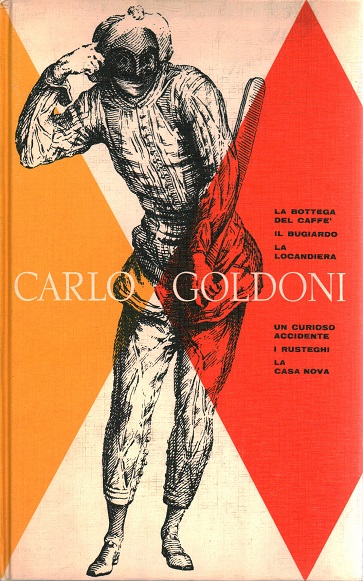 LA BOTTEGA
DEL CAFFE'
IL BUGIARDO
LA
LOCANDIERA
CARLO GOLDONI
UN CURIOSO
ACCIDENTE
I RUSTEGHI
LA
CASA NOVA